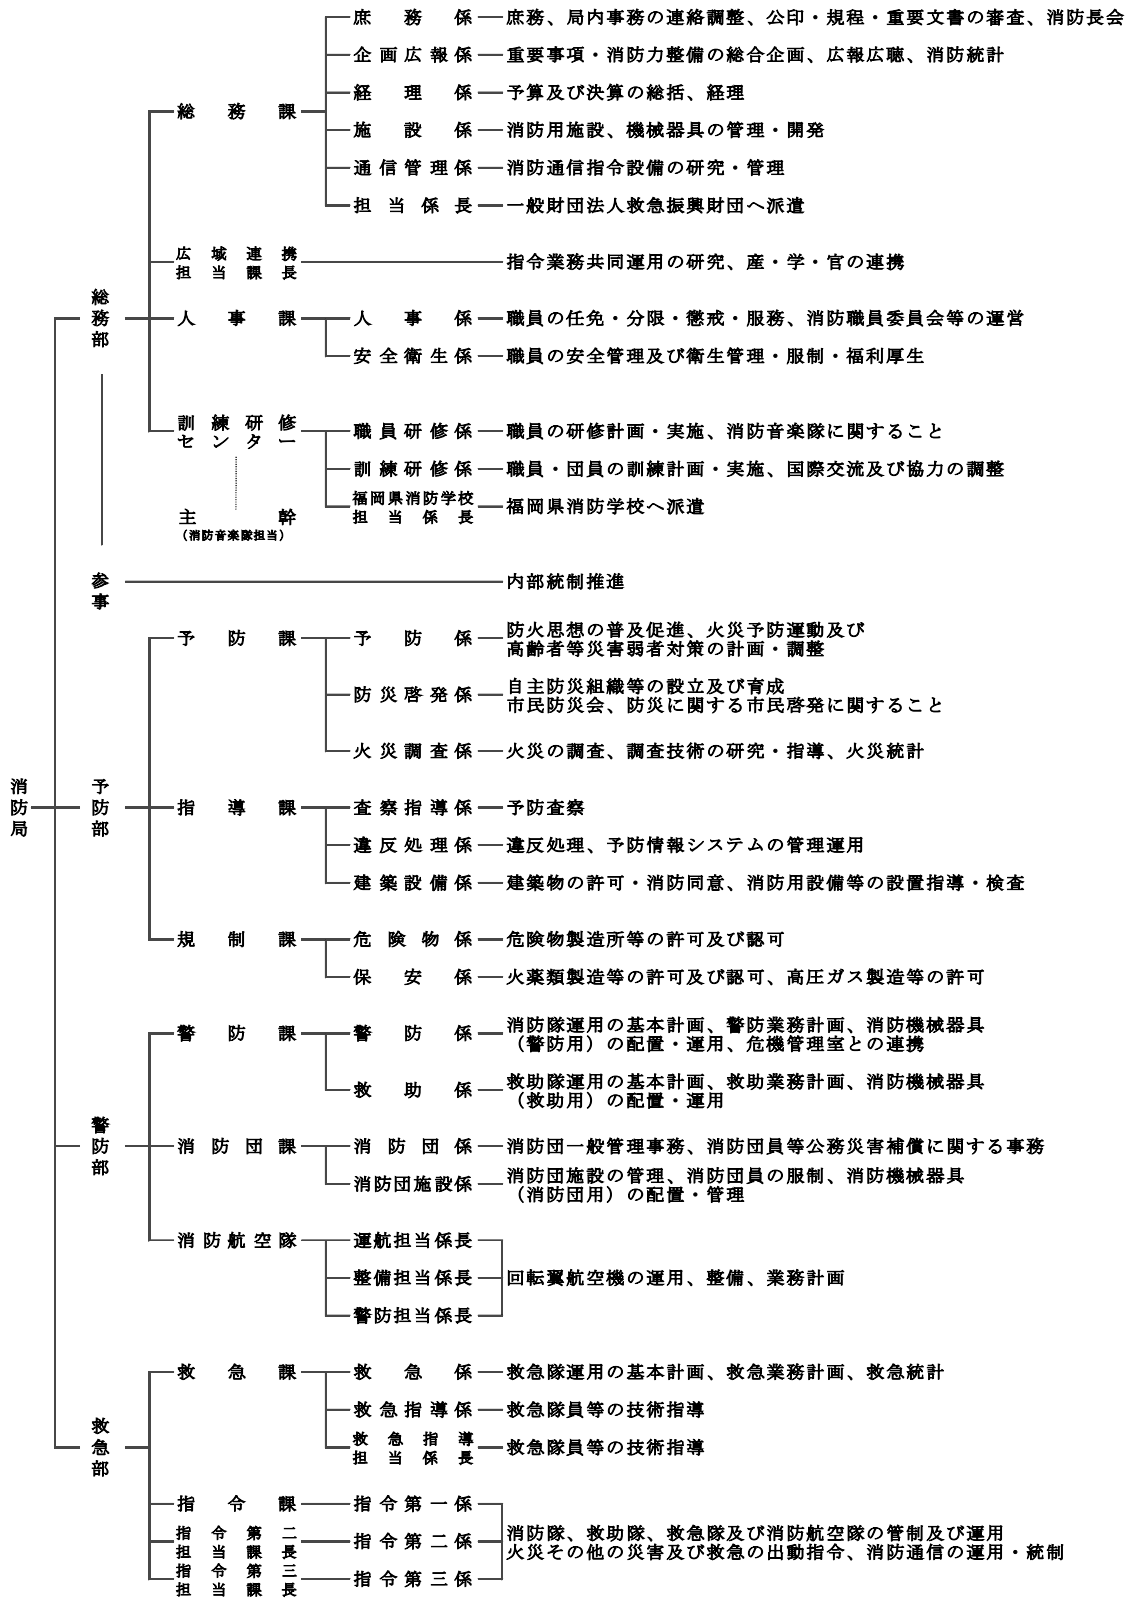 消防局
総務部
総務課
庶務係 庶務、局内事務の連絡調整、公印・規程・重要文書の審査、消防長会
企画広報係 重要事項・消防力整備の総合企画、広報広聴、消防統計
経理係 予算及び決算の総括、経理
施設係 消防用施設、機械器具の管理・開発
通信管理係 消防通信指令設備の研究・管理
担当係長 一般財団法人救急振興財団へ派遣
広域連携
担当課長
指令業務共同運用の研究、産・学・官の連携
人事課
人事係 職員の任免・分限・懲戒・服務、消防職員委員会等の運営
安全衛生係 職員の安全管理及び衛生管理・服制・福利厚生
訓練研修
センター
職員研修係 職員の研修計画・実施、消防音楽隊に関すること
訓練研修係 職員・団員の訓練計画・実施、国際交流及び協力の調整
福岡県消防学校
担当係長
福岡県消防学校へ派遣
主幹
（消防音楽隊担当）
参事
内部統制推進
予防部
予防課
予防係
防火思想の普及促進、火災予防運動及び
高齢者等災害弱者対策の計画・調整
防災啓発係
自主防災組織等の設立及び育成
市民防災会、防災に関する市民啓発に関すること
火災調査係 火災の調査、調査技術の研究・指導、火災統計
指導課
査察指導係 予防査察
違反処理係 違反処理、予防情報システムの管理運用
建築設備係 建築物の許可・消防同意、消防用設備等の設置指導・検査
規制課
危険物係 危険物製造所等の許可及び認可
保安係 火薬類製造等の許可及び認可、高圧ガス製造等の許可
警防部
警防課
警防係
消防隊運用の基本計画、警防業務計画、消防機械器具
（警防用）の配置・運用、危機管理室との連携
救助係
救助隊運用の基本計画、救助業務計画、消防機械器具
（救助用）の配置・運用
消防団課
消防団係 消防団一般管理事務、消防団員等公務災害補償に関する事務
消防団施設係
消防団施設の管理、消防団員の服制、消防機械器具
（消防団用）の配置・管理
消防航空隊
運航担当係長
整備担当係長
警防担当係長
回転翼航空機の運用、整備、業務計画
救急部
救急課
救急係 救急隊運用の基本計画、救急業務計画、救急統計
救急指導係 救急隊員等の技術指導
救急指導
担当係長
救急隊員等の技術指導
指令課 指令第一係
指令第二
担当課長
指令第二係
指令第三
担当課長
指令第三係
消防隊、救助隊、救急隊及び消防航空隊の管制及び運用
火災その他の災害及び救急の出動指令、消防通信の運用・統制